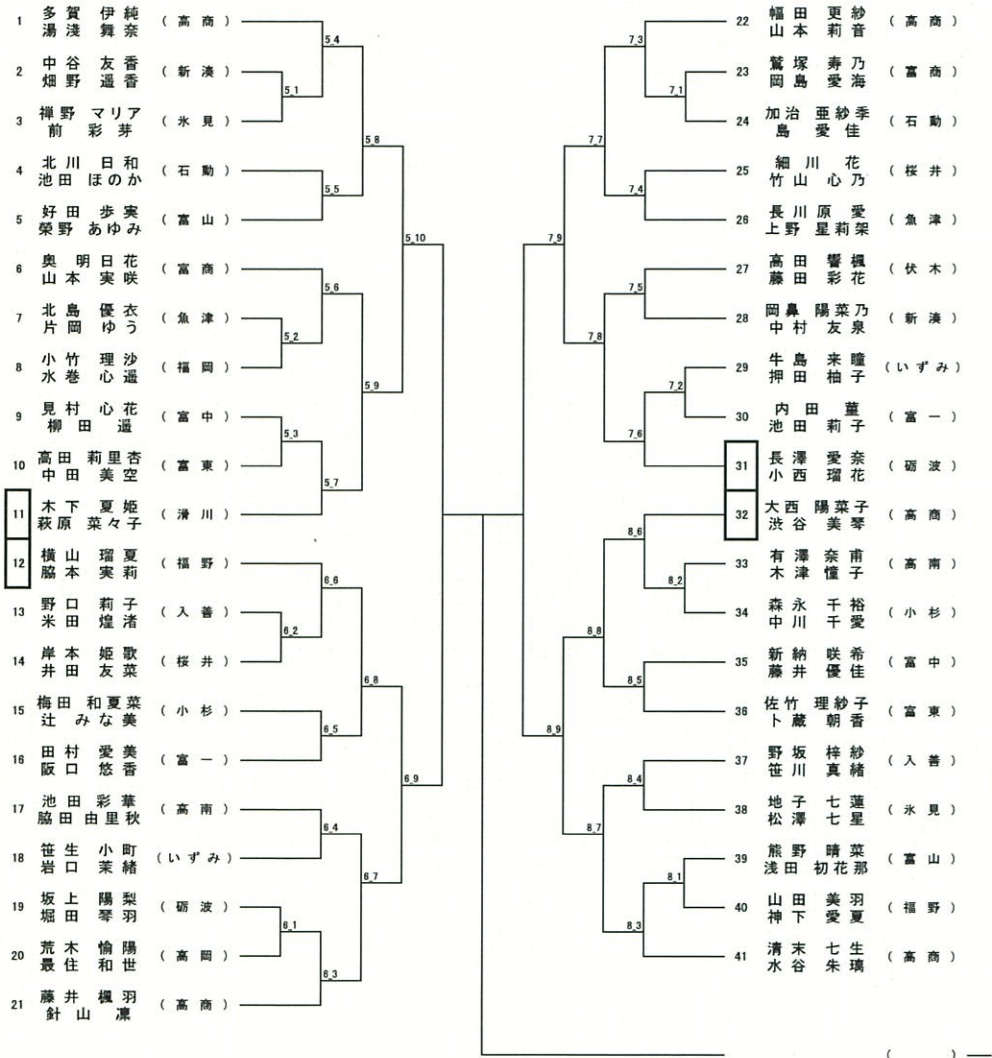 1 多賀 伊純 (高商)
湯淺 舞奈
2 中谷 友香 (新湊)
畑野 遥香
3 禅野 マリア (氷見)
前 彩芽
4 北川 日和 (石動)
池田 ほのか
5 好田 歩実 (富山)
榮野 あゆみ
6 奥 明日花 (富商)
山本 実咲
7 北島 優衣 (魚津)
片岡 ゆう
8 小竹 理沙 (福岡)
水巻 心遥
9 見村 心花 (富中)
柳田 遥
10 高田 莉里杏 (富東)
中田 美空
11 木下 夏姫 (滑川)
萩原 菜々子
12 横山 瑠夏 (福野)
脇本 実莉
13 野口 莉子 (入善)
米田 煌渚
14 岸本 姫歌 (桜井)
井田 友菜
15 梅田 和夏菜 (小杉)
辻 みな美
16 田村 愛美 (富一)
阪口 悠香
17 池田 彩華 (高南)
脇田 由里秋
18 笹生 小町 (いずみ)
岩口 茉緒
19 坂上 陽梨 (砺波)
堀田 琴羽
20 荒木 愉陽 (高岡)
最住 和世
21 藤井 楓羽 (高商)
針山 凜
5_4
5_1
5_8
5_5
5_10
5_6
5_2
5_9
5_3
5_7
6_6
6_2
6_8
6_5
6_9
6_4
6_7
6_1
6_3
7_3
7_1
7_7
7_4
7_9
7_5
7_8
7_2
7_6
8_6
8_2
8_8
8_5
8_9
8_4
8_7
8_1
8_3
22 幅田 更紗 (高商)
山本 莉音
23 鷲塚 寿乃 (富商)
岡島 愛海
24 加治 亜紗季 (石動)
島 愛佳
25 細川 花 (桜井)
竹山 心乃
26 長川原 愛 (魚津)
上野 星莉架
27 高田 響楓 (伏木)
藤田 彩花
28 岡鼻 陽菜乃 (新湊)
中村 友泉
29 牛島 来瞳 (いずみ)
押田 柚子
30 内田 菫 (富一)
池田 莉子
31 長澤 愛奈 (砺波)
小西 瑠花
32 大西 陽菜子 (高商)
渋谷 美琴
33 有澤 奈甫 (高南)
木津 憧子
34 森永 千裕 (小杉)
中川 千愛
35 新納 咲希 (富中)
藤井 優佳
36 佐竹 理紗子 (富東)
卜蔵 朝香
37 野坂 梓紗 (入善)
笹川 真緒
38 地子 七蓮 (氷見)
松澤 七星
39 熊野 晴菜 (富山)
浅田 初花那
40 山田 美羽 (福野)
神下 愛夏
41 清末 七生 (高商)
水谷 朱璃
( )